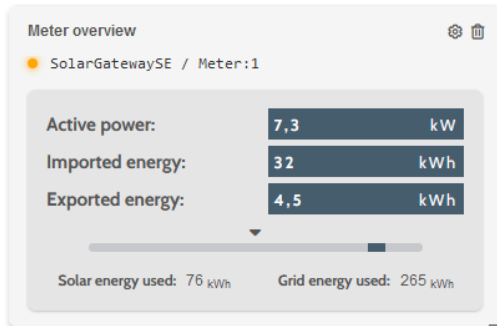 Meter overview
SolarGatewaySE / Meter:1
Active power: 7,3 kW
Imported energy: 32 kWh
Exported energy: 4,5 kWh
Solar energy used: 76 kWh Grid energy used: 265 kWh